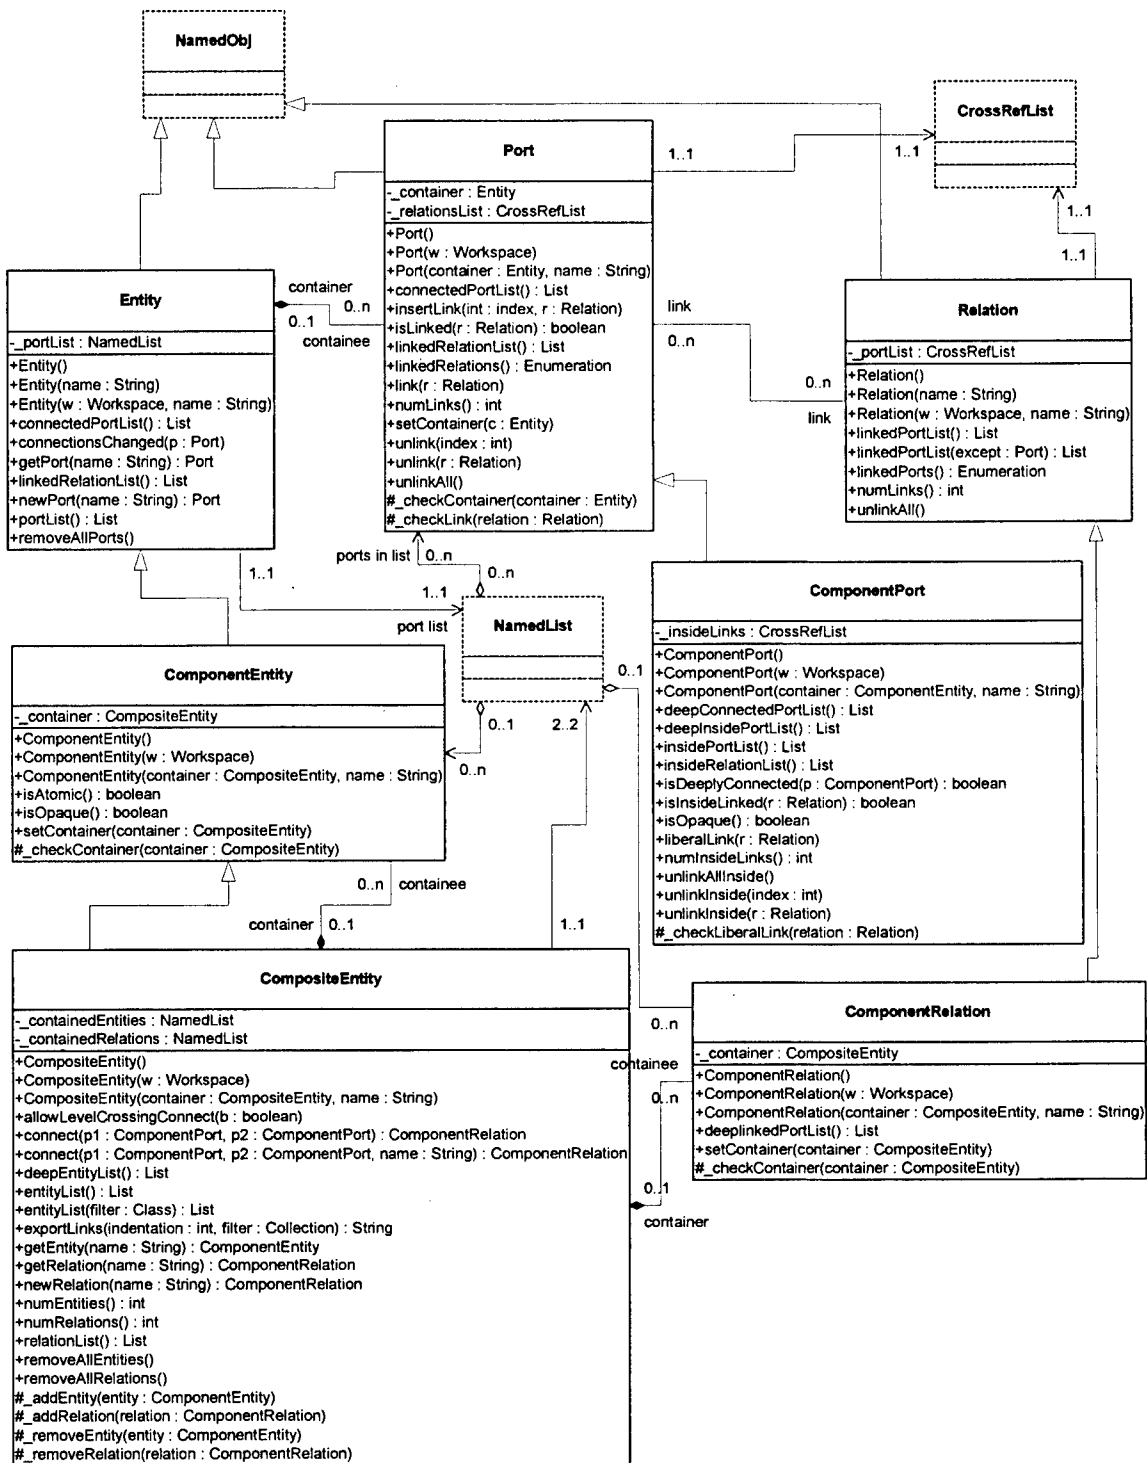 NamedObj
CrossRefList
Port
-_container : Entity
-_relationsList : CrossRefList
+Port()
+Port(w : Workspace)
+Port(container : Entity, name : String)
+connectedPortList() : List
+insertLink(int : index, r : Relation)
+isLinked(r : Relation) : boolean
+linkedRelationList() : List
+linkedRelations() : Enumeration
+link(r : Relation)
+numLinks() : int
+setContainer(c : Entity)
+unlink(index : int)
+unlink(r : Relation)
+unlinkAll()
#_checkContainer(container : Entity)
#_checkLink(relation : Relation)
1..1
1..1
1..1
1..1
Entity
-_portList : NamedList
+Entity()
+Entity(name : String)
+Entity(w : Workspace, name : String)
+connectedPortList() : List
+connectionsChanged(p : Port)
+getPort(name : String) : Port
+linkedRelationList() : List
+newPort(name : String) : Port
+portList() : List
+removeAllPorts()
container
0..n
0..1
containee
link
0..n
0..n
link
Relation
-_portList : CrossRefList
+Relation()
+Relation(name : String)
+Relation(w : Workspace, name : String)
+linkedPortList() : List
+linkedPortList(except : Port) : List
+linkedPorts() : Enumeration
+numLinks() : int
+unlinkAll()
ports in list
0..n
0..n
1..1
1..1
port list
NamedList
0..1
0..1
2..2
0..n
ComponentPort
-_insideLinks : CrossRefList
+ComponentPort()
+ComponentPort(w : Workspace)
+ComponentPort(container : ComponentEntity, name : String)
+deepConnectedPortList() : List
+deepInsidePortList() : List
+insidePortList() : List
+insideRelationList() : List
+isDeeplyConnected(p : ComponentPort) : boolean
+isInsideLinked(r : Relation) : boolean
+isOpaque() : boolean
+liberalLink(r : Relation)
+numInsideLinks() : int
+unlinkAllInside()
+unlinkInside(index : int)
+unlinkInside(r : Relation)
#_checkLiberalLink(relation : Relation)
ComponentEntity
-_container : CompositeEntity
+ComponentEntity()
+ComponentEntity(w : Workspace)
+ComponentEntity(container : CompositeEntity, name : String)
+isAtomic() : boolean
+isOpaque() : boolean
+setContainer(container : CompositeEntity)
#_checkContainer(container : CompositeEntity)
0..n
containee
container
0..1
1..1
CompositeEntity
-_containedEntities : NamedList
-_containedRelations : NamedList
+CompositeEntity()
+CompositeEntity(w : Workspace)
+CompositeEntity(container : CompositeEntity, name : String)
+allowLevelCrossingConnect(b : boolean)
+connect(p1 : ComponentPort, p2 : ComponentPort) : ComponentRelation
+connect(p1 : ComponentPort, p2 : ComponentPort, name : String) : ComponentRelation
+deepEntityList() : List
+entityList() : List
+entityList(filter : Class) : List
+exportLinks(indentation : int, filter : Collection) : String
+getEntity(name : String) : ComponentEntity
+getRelation(name : String) : ComponentRelation
+newRelation(name : String) : ComponentRelation
+numEntities() : int
+numRelations() : int
+relationList() : List
+removeAllEntities()
+removeAllRelations()
#_addEntity(entity : ComponentEntity)
#_addRelation(relation : ComponentRelation)
#_removeEntity(entity : ComponentEntity)
#_removeRelation(relation : ComponentRelation)
0..n
containee
0..n
0..1
container
ComponentRelation
-_container : CompositeEntity
+ComponentRelation()
+ComponentRelation(w : Workspace)
+ComponentRelation(container : CompositeEntity, name : String)
+deeplinkedPortList() : List
+setContainer(container : CompositeEntity)
#_checkContainer(container : CompositeEntity)